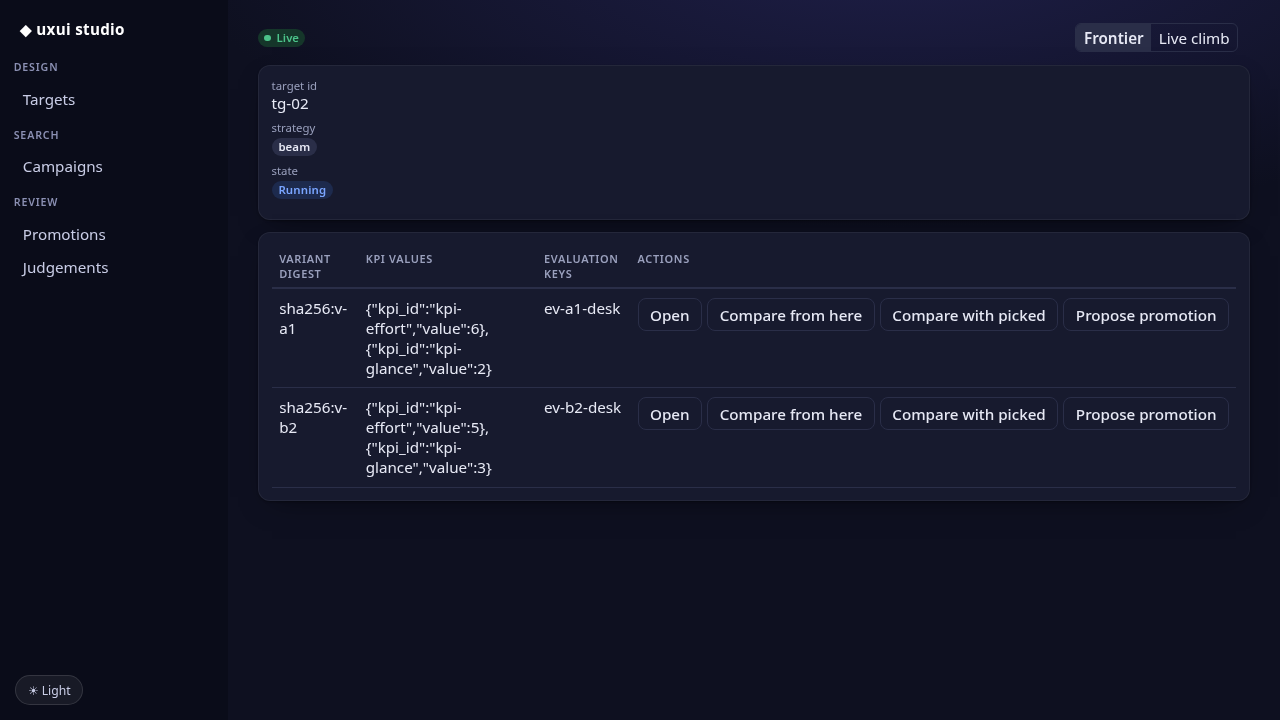 ◆ uxui studio
DESIGN
Targets
SEARCH
Campaigns
REVIEW
Promotions
Judgements
☀ Light
Live
Frontier
Live climb
target id
tg-02
strategy
beam
state
Running
VARIANT
DIGEST
KPI VALUES
EVALUATION
KEYS
ACTIONS
sha256:v-
a1
{"kpi_id":"kpi-
effort","value":6},
{"kpi_id":"kpi-
glance","value":2}
ev-a1-desk
Open
Compare from here
Compare with picked
Propose promotion
sha256:v-
b2
{"kpi_id":"kpi-
effort","value":5},
{"kpi_id":"kpi-
glance","value":3}
ev-b2-desk
Open
Compare from here
Compare with picked
Propose promotion